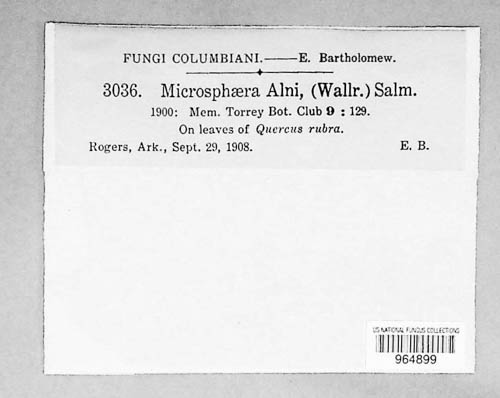 FUNGI COLUMBIANI.——E. Bartholomew.
3036. Microsphæra Alni, (Wallr.) Salm.
1900: Mem. Torrey Bot. Club 9 : 129.
On leaves of Quercus rubra.
Rogers, Ark., Sept. 29, 1908. E. B.
US NATIONAL FUNGUS COLLECTIONS
964899